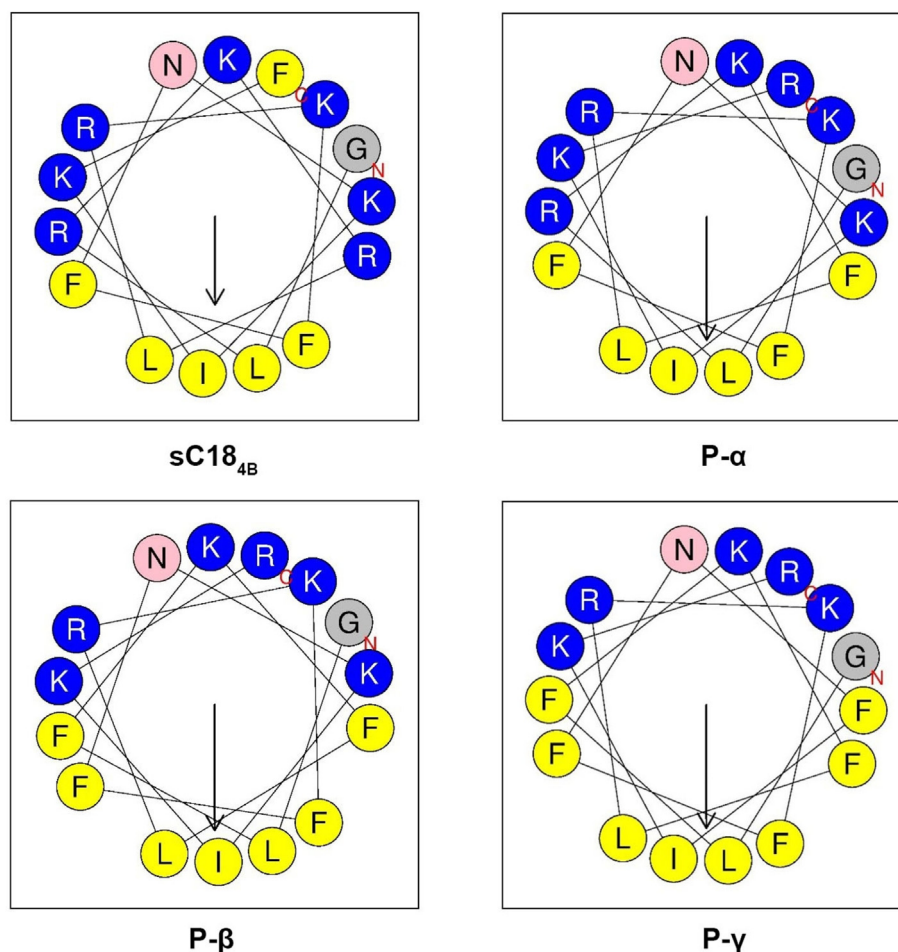 N K F
C K
R G
N
K K
R R
F F
L I L
sC18₄B
N K R
C
R K
K G
N
R K
F F
L I L F
P-α
N K R
C K
R G
N
K K
F F
F F
L I L
P-β
N K R
C
R K
K G
N
F F
F F
L I L F
P-γ